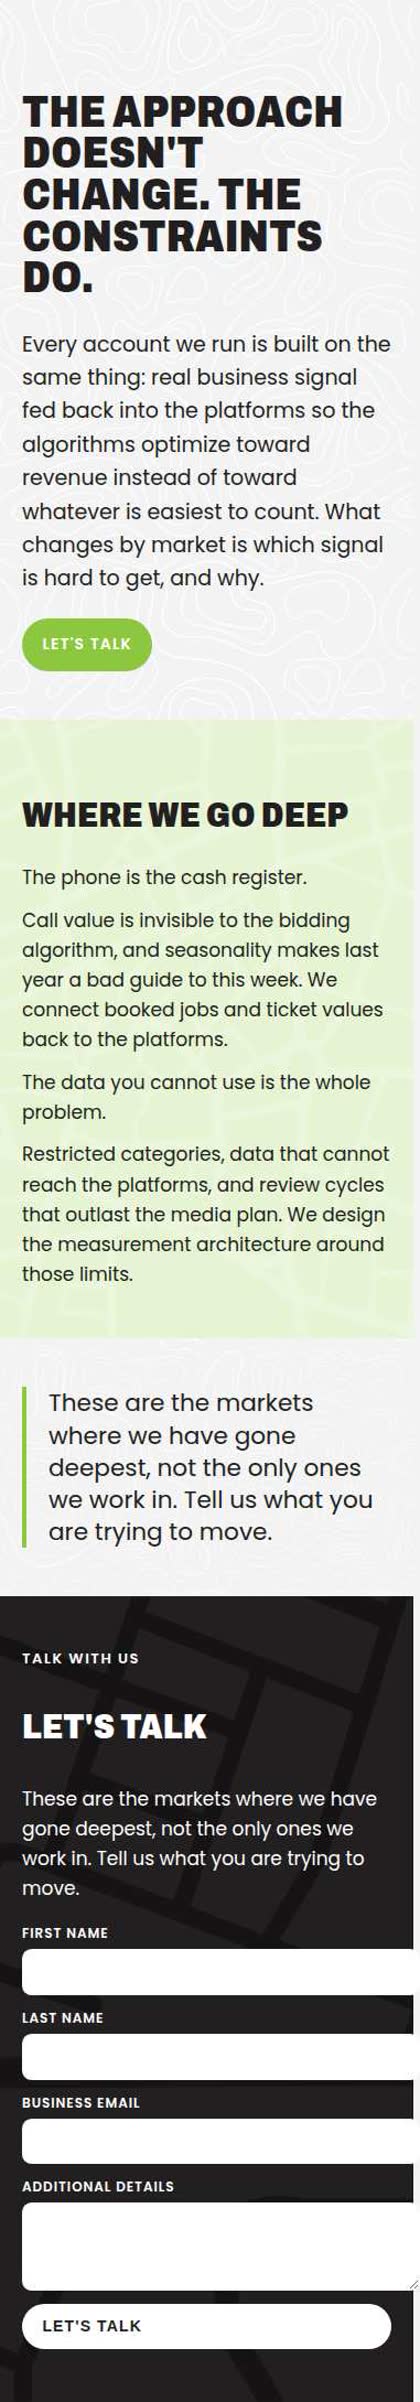 THE APPROACH
DOESN'T
CHANGE. THE
CONSTRAINTS
DO.
Every account we run is built on the
same thing: real business signal
fed back into the platforms so the
algorithms optimize toward
revenue instead of toward
whatever is easiest to count. What
changes by market is which signal
is hard to get, and why.
LET'S TALK
WHERE WE GO DEEP
The phone is the cash register.
Call value is invisible to the bidding
algorithm, and seasonality makes last
year a bad guide to this week. We
connect booked jobs and ticket values
back to the platforms.
The data you cannot use is the whole
problem.
Restricted categories, data that cannot
reach the platforms, and review cycles
that outlast the media plan. We design
the measurement architecture around
those limits.
These are the markets
where we have gone
deepest, not the only ones
we work in. Tell us what you
are trying to move.
TALK WITH US
LET'S TALK
These are the markets where we have
gone deepest, not the only ones we
work in. Tell us what you are trying to
move.
FIRST NAME
LAST NAME
BUSINESS EMAIL
ADDITIONAL DETAILS
LET'S TALK